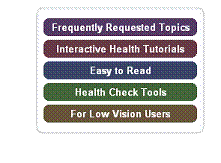 Frequently Requested Topics
Interactive Health Tutorials
Easy to Read
Health Check Tools
For Low Vision Users